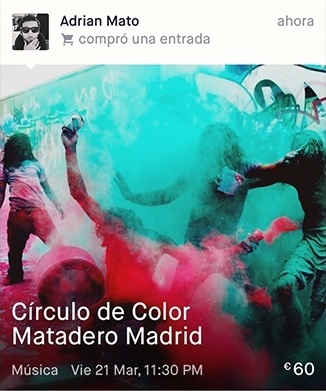 Adrian Mato
ahora
compró una entrada
Círculo de Color
Matadero Madrid
Música Vie 21 Mar, 11:30 PM
€60